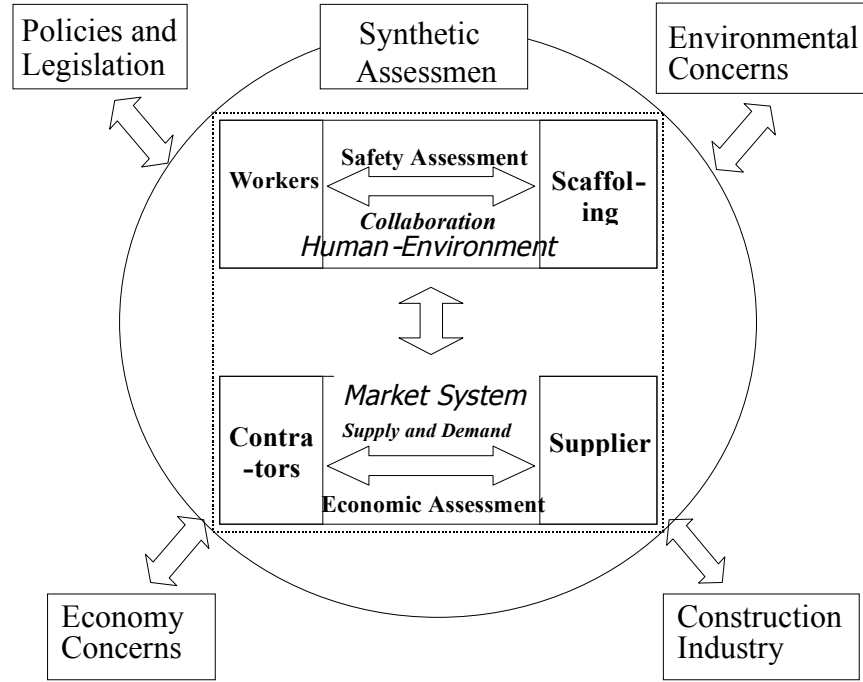 Policies and
Legislation
Synthetic
Assessmen
Environmental
Concerns
Workers
Safety Assessment
Collaboration
Human-Environment
Scaffol-
ing
Market System
Supply and Demand
Economic Assessment
Contra
-tors
Supplier
Economy
Concerns
Construction
Industry